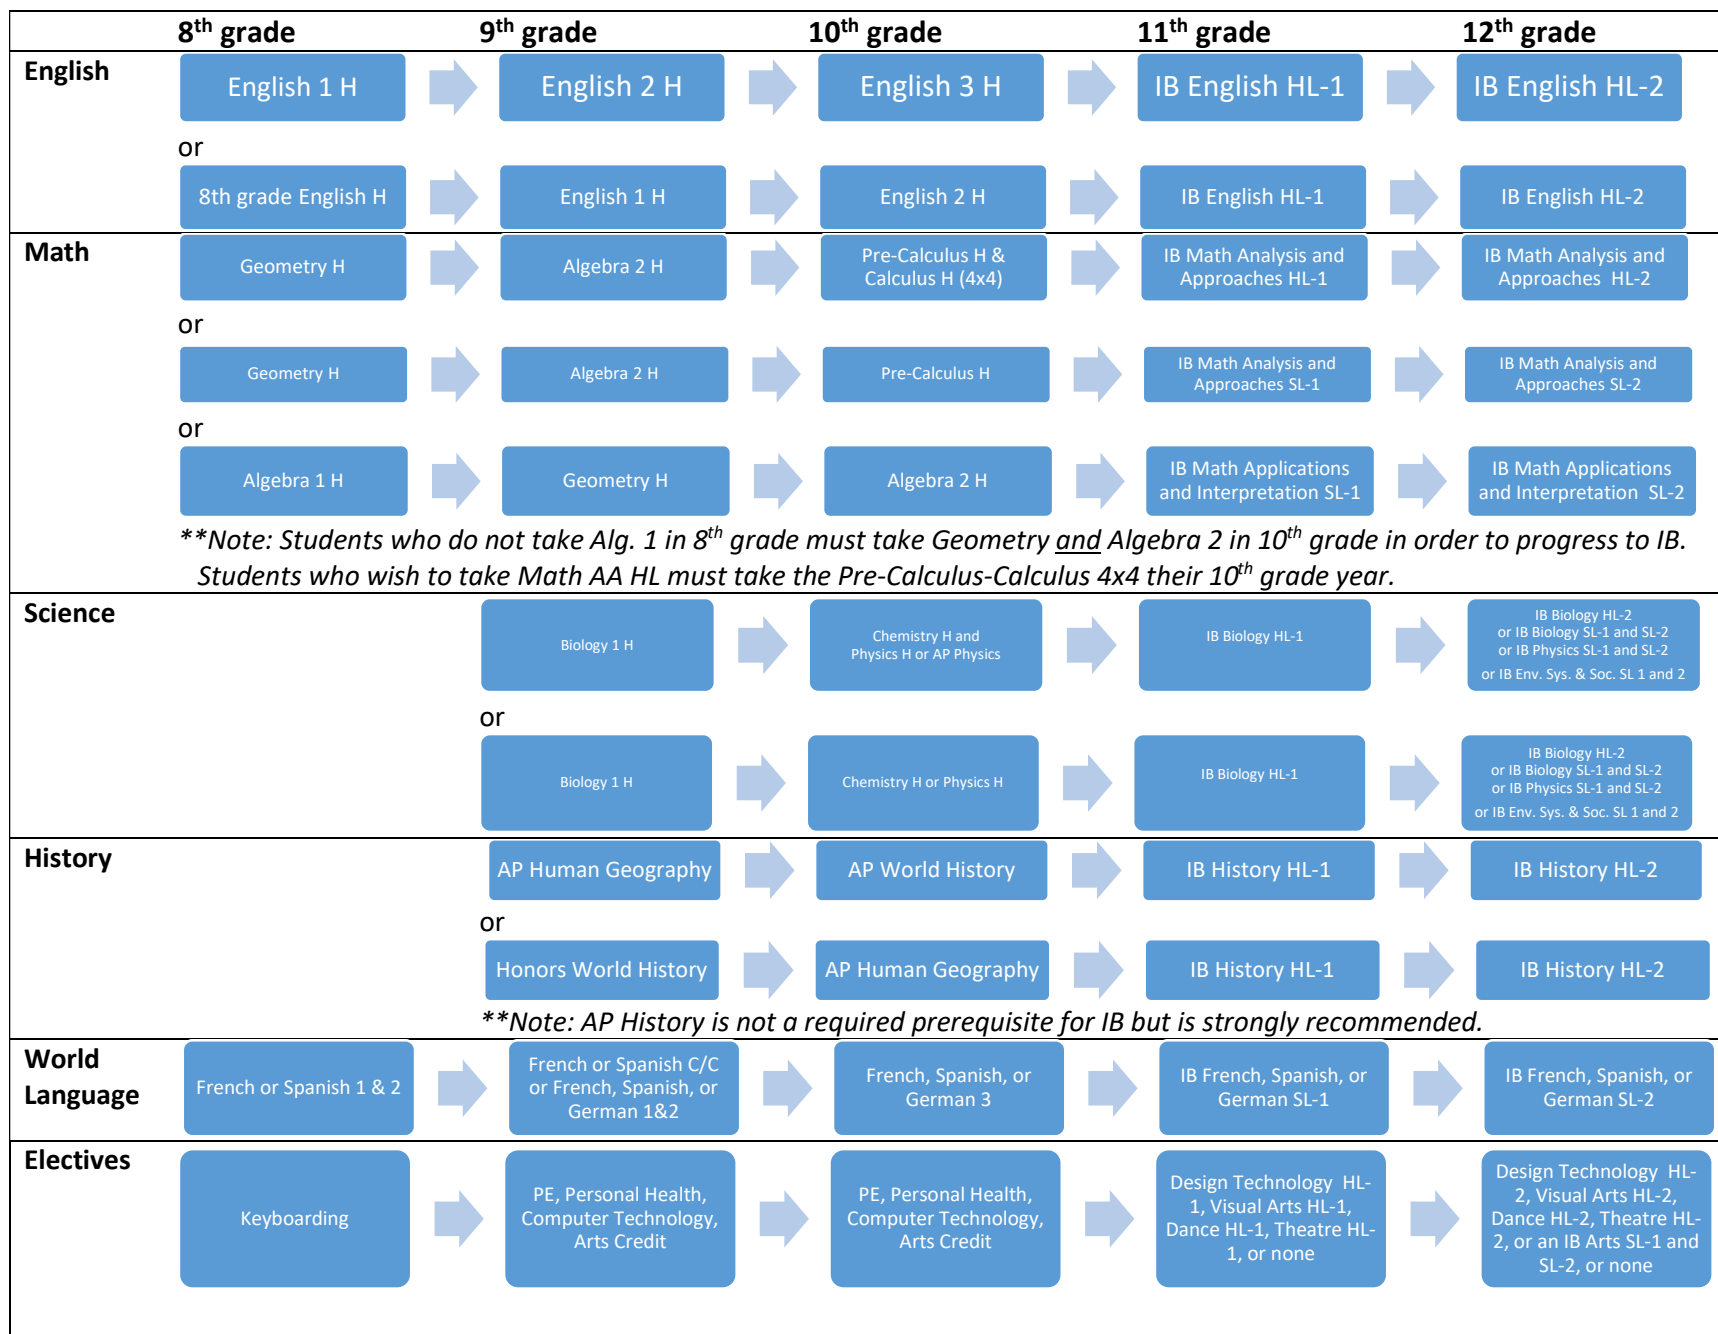 8th grade 9th grade 10th grade 11th grade 12th grade
English
English 1 H
English 2 H
English 3 H
IB English HL-1
IB English HL-2
or
8th grade English H
English 1 H
English 2 H
IB English HL-1
IB English HL-2
Math
Geometry H
Algebra 2 H
Pre-Calculus H &
Calculus H (4x4)
IB Math Analysis and
Approaches HL-1
IB Math Analysis and
Approaches HL-2
or
Geometry H
Algebra 2 H
Pre-Calculus H
IB Math Analysis and
Approaches SL-1
IB Math Analysis and
Approaches SL-2
or
Algebra 1 H
Geometry H
Algebra 2 H
IB Math Applications
and Interpretation SL-1
IB Math Applications
and Interpretation SL-2
**Note: Students who do not take Alg. 1 in 8th grade must take Geometry and Algebra 2 in 10th grade in order to progress to IB.
Students who wish to take Math AA HL must take the Pre-Calculus-Calculus 4x4 their 10th grade year.
Science
Biology 1 H
Chemistry H and
Physics H or AP Physics
IB Biology HL-1
IB Biology HL-2
or IB Biology SL-1 and SL-2
or IB Physics SL-1 and SL-2
or IB Env. Sys. & Soc. SL 1 and 2
or
Biology 1 H
Chemistry H or Physics H
IB Biology HL-1
IB Biology HL-2
or IB Biology SL-1 and SL-2
or IB Physics SL-1 and SL-2
or IB Env. Sys. & Soc. SL 1 and 2
History
AP Human Geography
AP World History
IB History HL-1
IB History HL-2
or
Honors World History
AP Human Geography
IB History HL-1
IB History HL-2
**Note: AP History is not a required prerequisite for IB but is strongly recommended.
World
Language
French or Spanish 1 & 2
French or Spanish C/C
or French, Spanish, or
German 1&2
French, Spanish, or
German 3
IB French, Spanish, or
German SL-1
IB French, Spanish, or
German SL-2
Electives
Keyboarding
PE, Personal Health,
Computer Technology,
Arts Credit
PE, Personal Health,
Computer Technology,
Arts Credit
Design Technology HL-
1, Visual Arts HL-1,
Dance HL-1, Theatre HL-
1, or none
Design Technology HL-
2, Visual Arts HL-2,
Dance HL-2, Theatre HL-
2, or an IB Arts SL-1 and
SL-2, or none